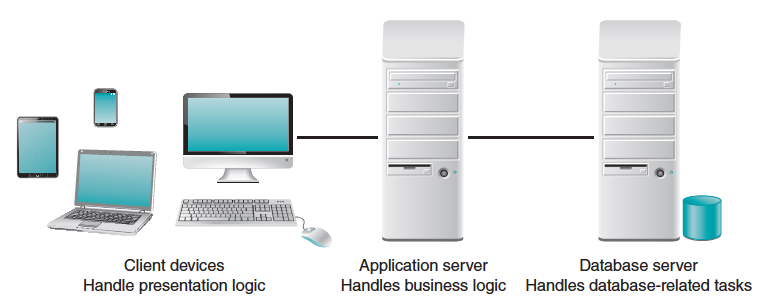 Client devices
Handle presentation logic
Application server
Handles business logic
Database server
Handles database-related tasks